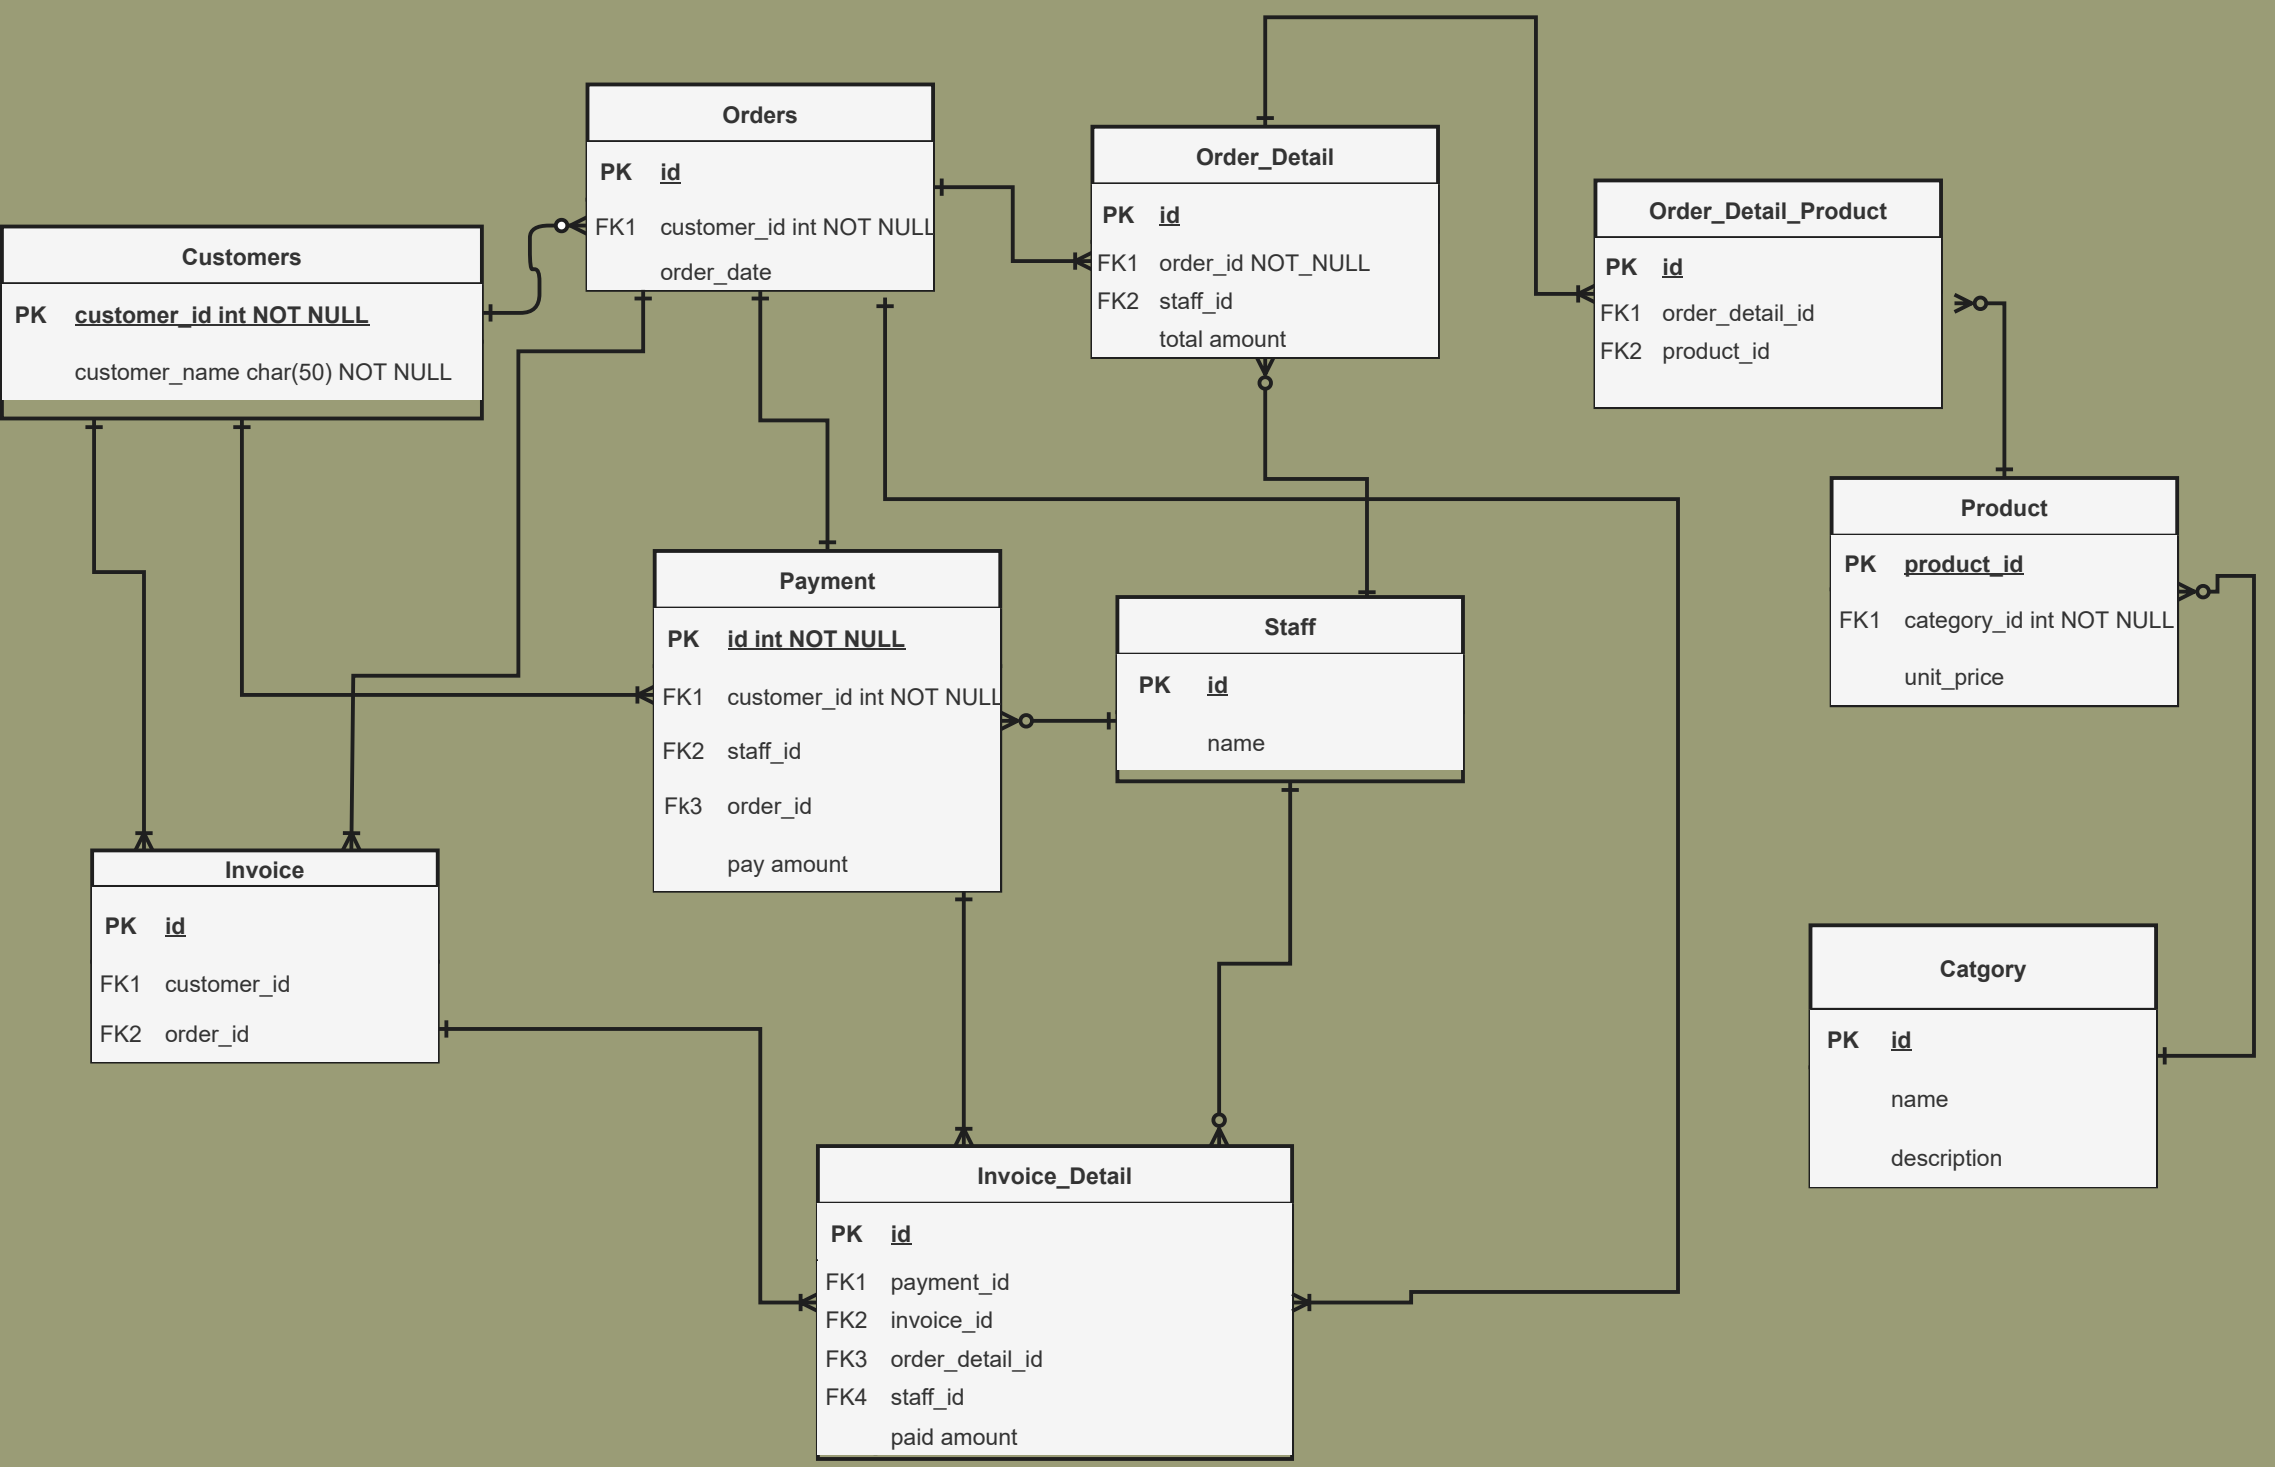 Orders
PK id
FK1 customer_id int NOT NULL
order_date
Order_Detail
PK id
FK1 order_id NOT_NULL
FK2 staff_id
total amount
Order_Detail_Product
PK id
FK1 order_detail_id
FK2 product_id
Customers
PK customer_id int NOT NULL
customer_name char(50) NOT NULL
Product
PK product_id
FK1 category_id int NOT NULL
unit_price
Payment
PK id int NOT NULL
FK1 customer_id int NOT NULL
FK2 staff_id
Fk3 order_id
pay amount
Staff
PK id
name
Invoice
PK id
FK1 customer_id
FK2 order_id
Catgory
PK id
name
description
Invoice_Detail
PK id
FK1 payment_id
FK2 invoice_id
FK3 order_detail_id
FK4 staff_id
paid amount